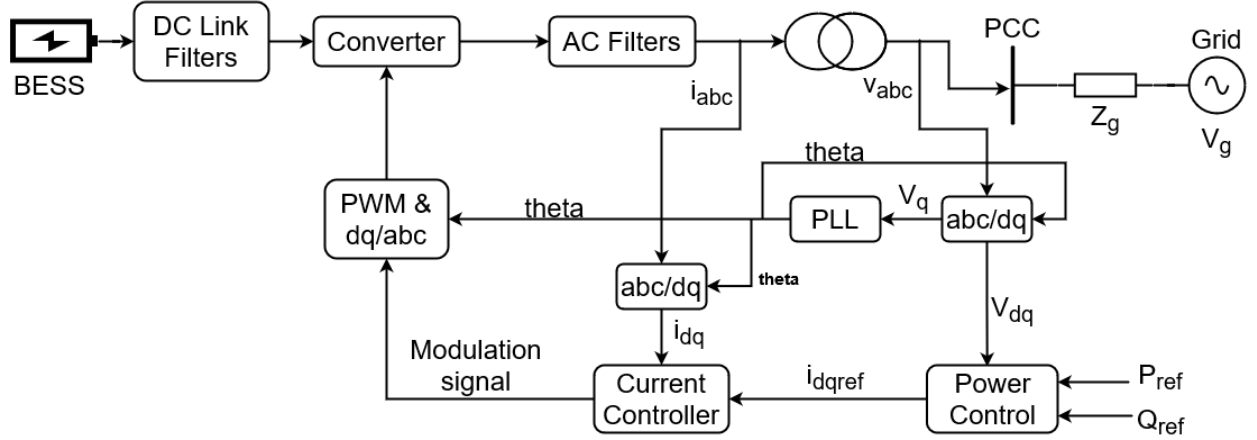 DC Link
Filters
Converter
AC Filters
PCC
Grid
BESS
i_abc
v_abc
Z_g
V_g
theta
PWM &
dq/abc
theta
PLL
V_q
abc/dq
abc/dq
theta
i_dq
V_dq
Modulation
signal
Current
Controller
i_dqref
Power
Control
P_ref
Q_ref